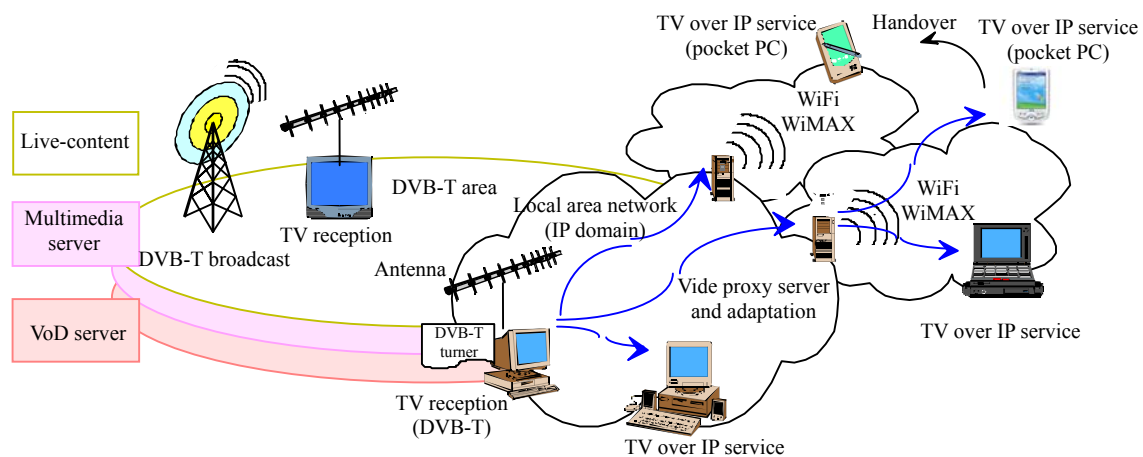 TV over IP service
(pocket PC)
Handover
TV over IP service
(pocket PC)
WiFi
WiMAX
Live-content
DVB-T area
Multimedia
server
Local area network
(IP domain)
WiFi
WiMAX
TV reception
DVB-T broadcast
Antenna
Vide proxy server
and adaptation
VoD server
DVB-T
turner
TV over IP service
TV reception
(DVB-T)
TV over IP service